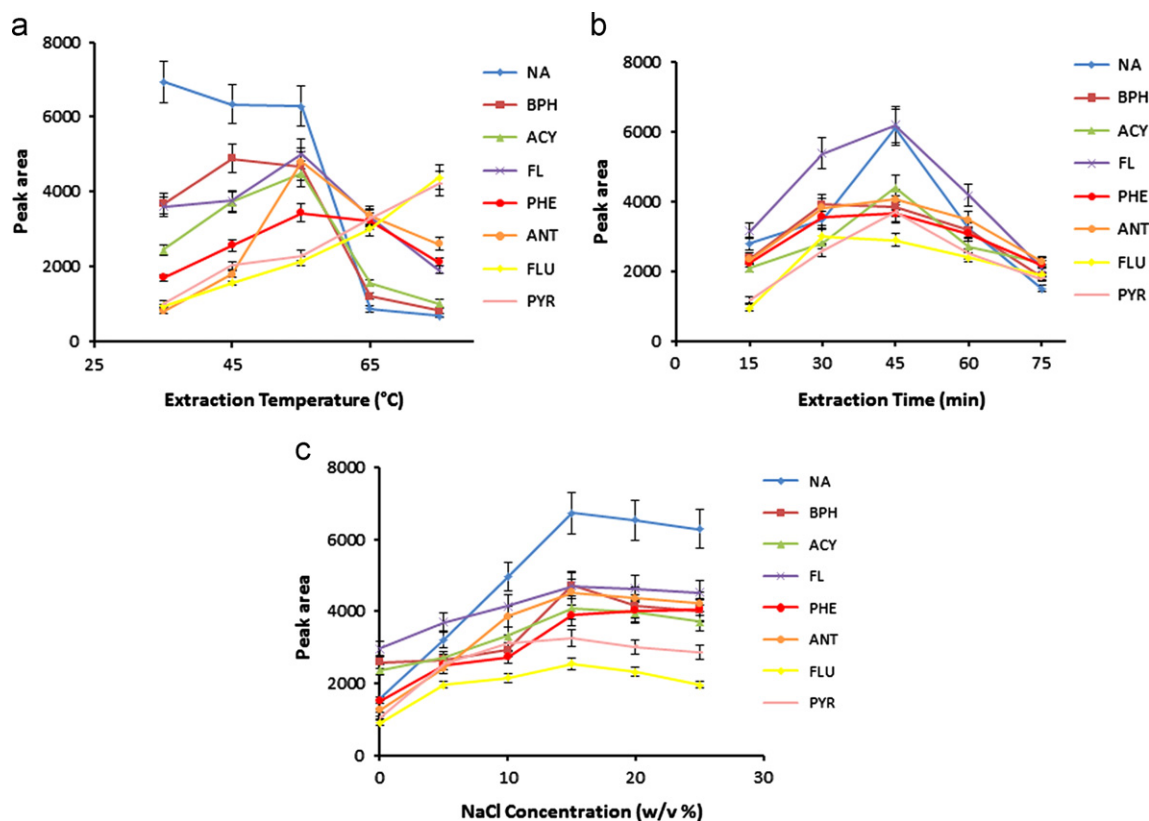 a
8000
6000
4000
2000
0
25
45
55
65
Peak area
Extraction Temperature (°C)
NA
BPH
ACY
FL
PHE
ANT
FLU
PYR
b
8000
6000
4000
2000
0
0
15
30
45
60
75
Peak area
Extraction Time (min)
NA
BPH
ACY
FL
PHE
ANT
FLU
PYR
c
8000
6000
4000
2000
0
0
10
20
30
Peak area
NaCl Concentration (w/v %)
NA
BPH
ACY
FL
PHE
ANT
FLU
PYR